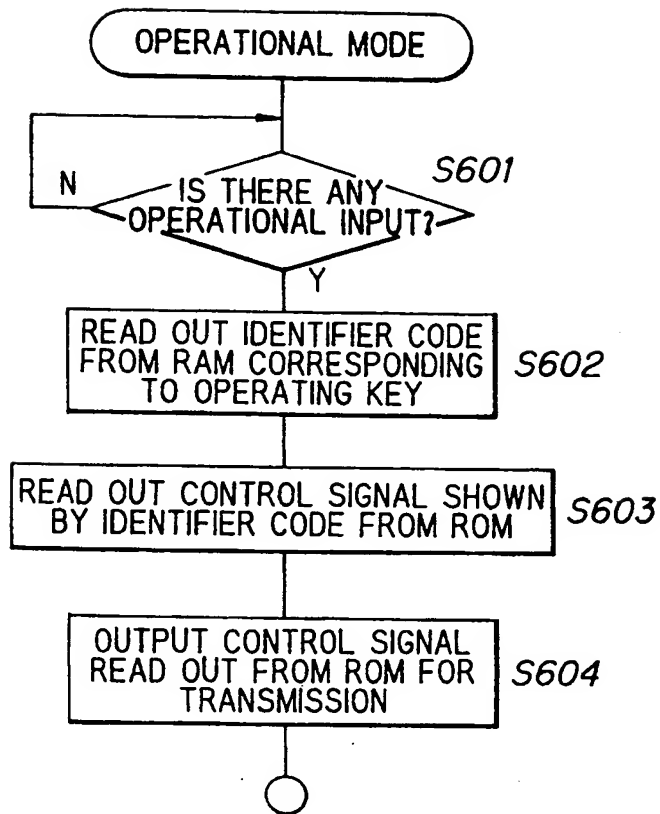 OPERATIONAL MODE
S601
N
IS THERE ANY
OPERATIONAL INPUT?
Y
READ OUT IDENTIFIER CODE
FROM RAM CORRESPONDING
TO OPERATING KEY
S602
READ OUT CONTROL SIGNAL SHOWN
BY IDENTIFIER CODE FROM ROM
S603
OUTPUT CONTROL SIGNAL
READ OUT FROM ROM FOR
TRANSMISSION
S604